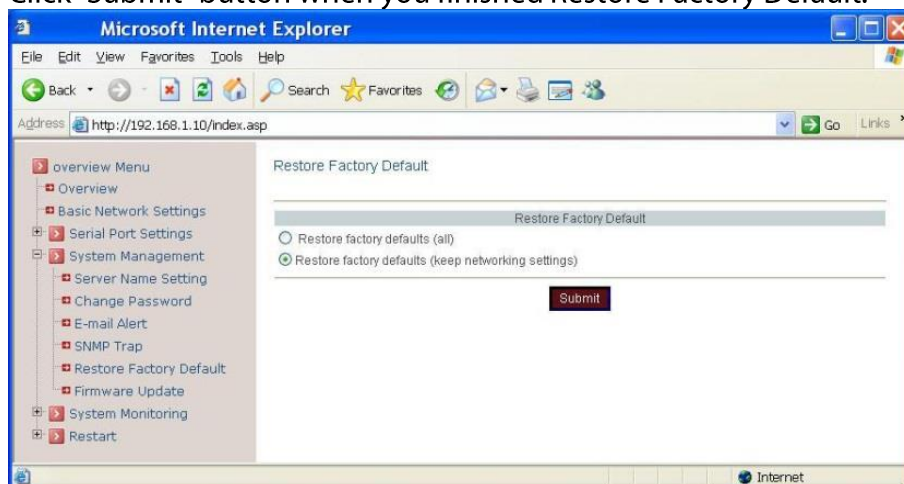 Click "Submit" button when you finished Restore Factory Default.
Microsoft Internet Explorer
File Edit View Favorites Tools Help
Back Search Favorites
Address http://192.168.1.10/index.asp Go Links
overview Menu
Overview
Basic Network Settings
Serial Port Settings
System Management
Server Name Setting
Change Password
E-mail Alert
SNMP Trap
Restore Factory Default
Firmware Update
System Monitoring
Restart
Restore Factory Default
Restore Factory Default
Restore factory defaults (all)
Restore factory defaults (keep networking settings)
Submit
Internet